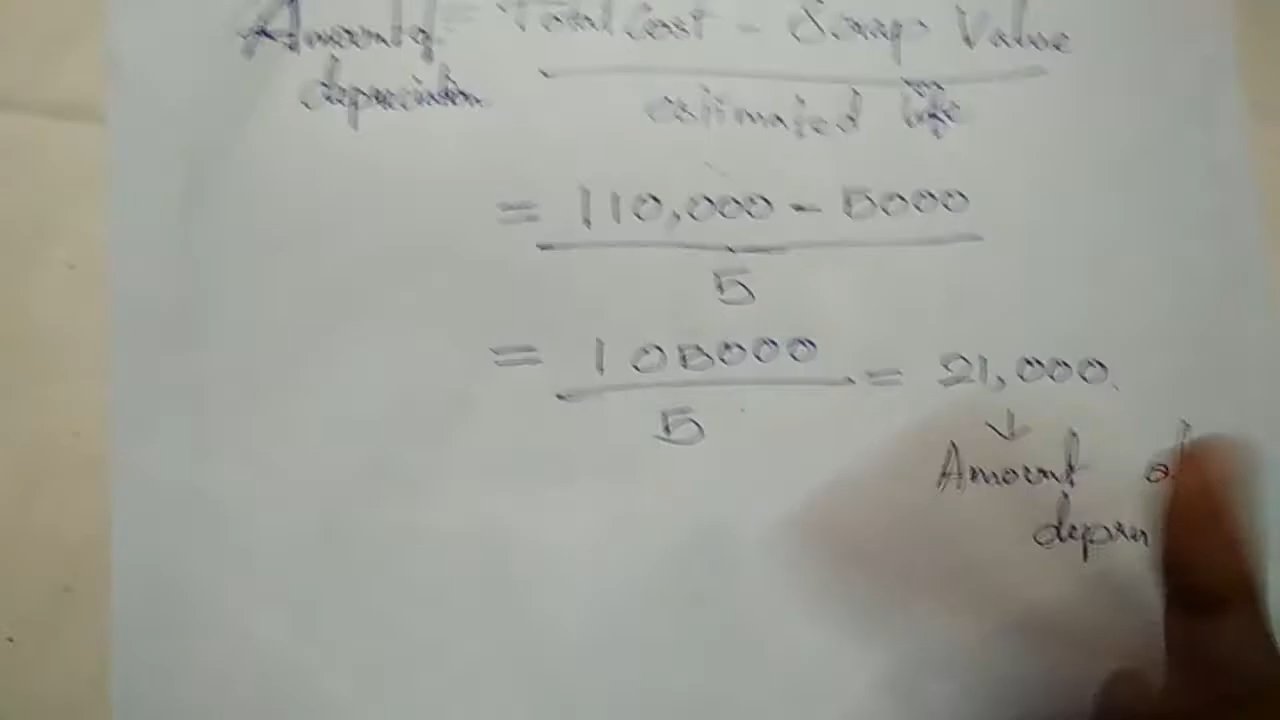 Amount of = Total Cost - Scrap Value
depreciation estimated life
= 110,000 - 5000
5
= 105000 = 21,000.
5
↓
Amount of
depre